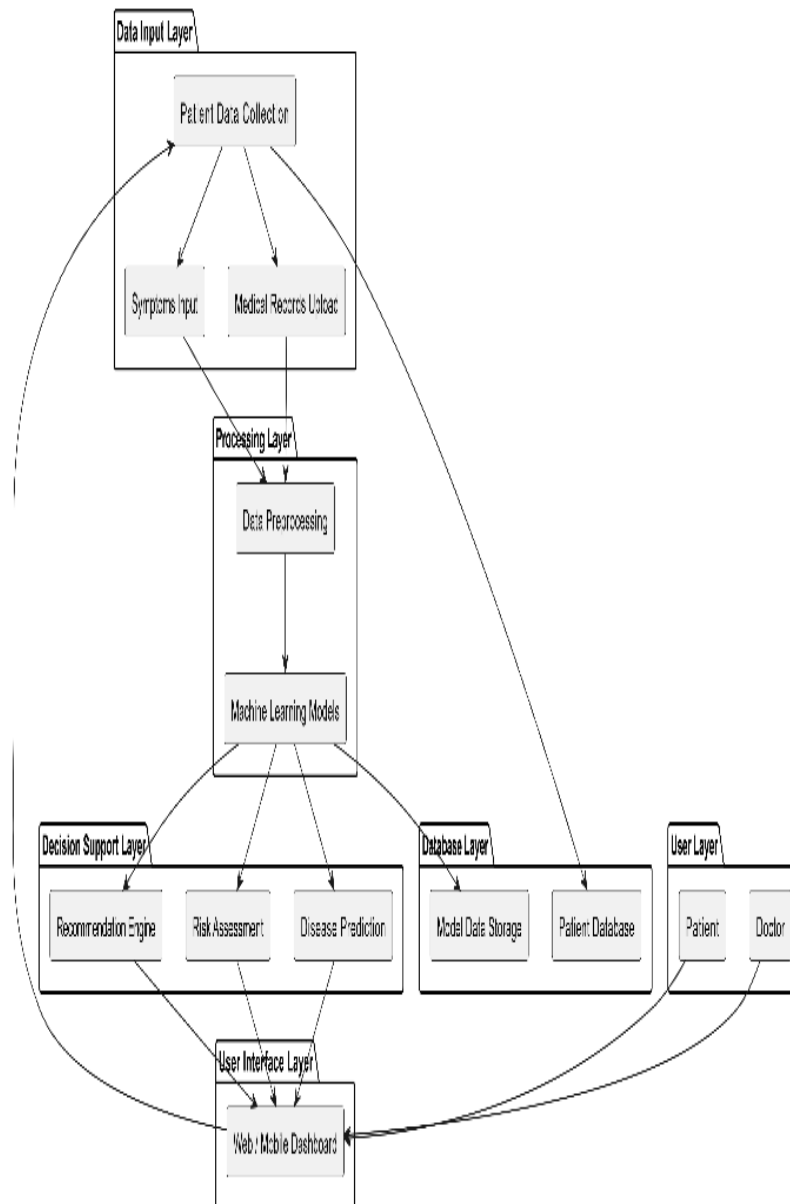 Data Input Layer
Patient Data Collection
Symptoms Input
Medical Records Upload
Processing Layer
Data Preprocessing
Machine Learning Models
Decision Support Layer
Database Layer
User Layer
Recommendation Engine
Risk Assessment
Disease Prediction
Model Data Storage
Patient Database
Patient
Doctor
User Interface Layer
Web / Mobile Dashboard